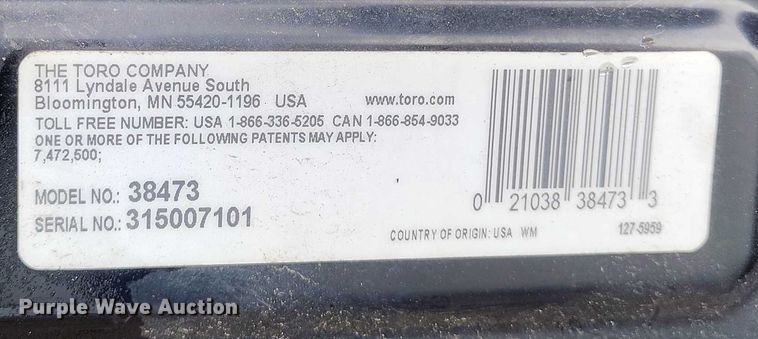 THE TORO COMPANY
8111 Lyndale Avenue South
Bloomington, MN 55420-1196 USA www.toro.com
TOLL FREE NUMBER: USA 1-866-336-5205 CAN 1-866-854-9033
ONE OR MORE OF THE FOLLOWING PATENTS MAY APPLY:
7,472,500;
MODEL NO.: 38473
SERIAL NO.: 315007101
0 21038 38473 3
COUNTRY OF ORIGIN: USA WM 127-5959
Purple Wave Auction